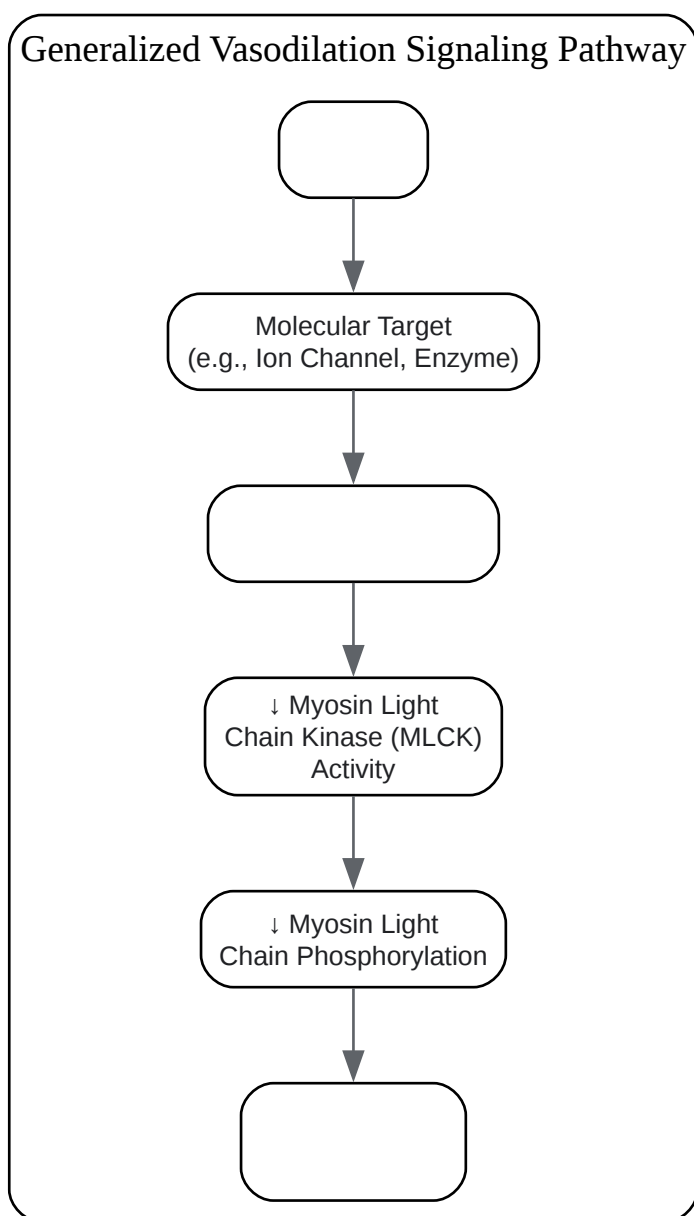 Generalized Vasodilation Signaling Pathway
Molecular Target
(e.g., Ion Channel, Enzyme)
↓ Myosin Light
Chain Kinase (MLCK)
Activity
↓ Myosin Light
Chain Phosphorylation